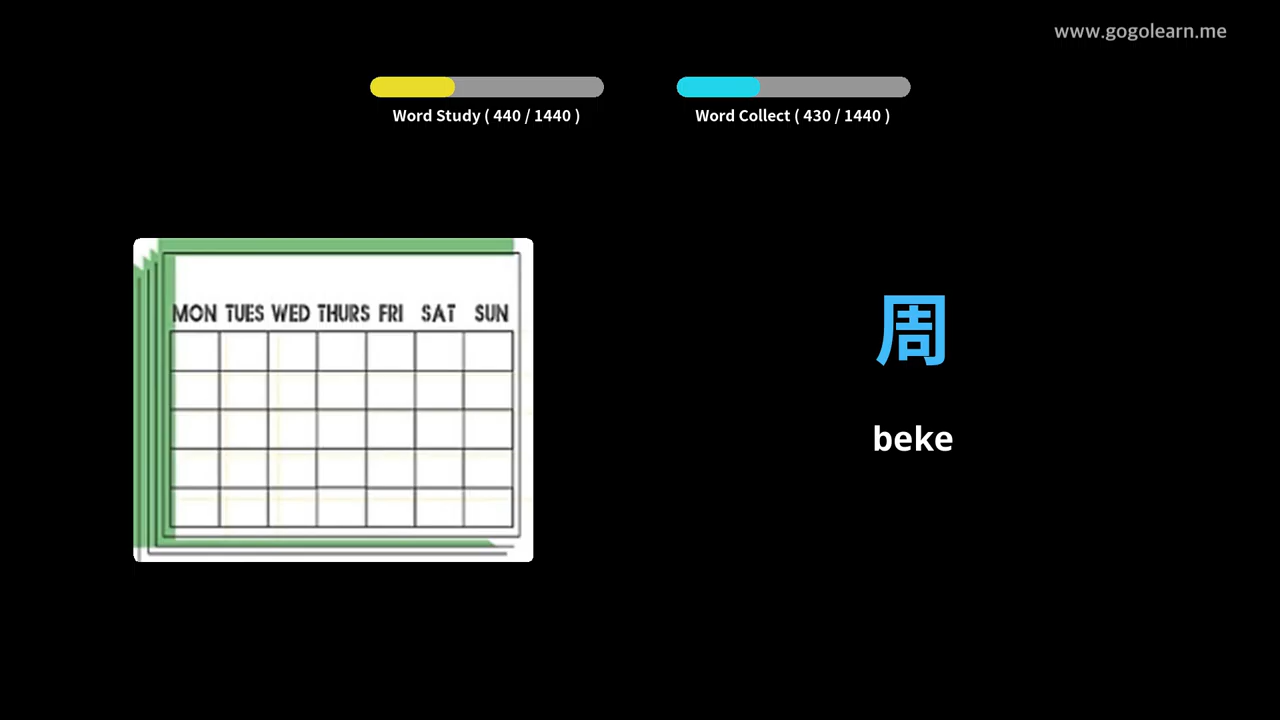 www.gogolearn.me
Word Study ( 440 / 1440 )
Word Collect ( 430 / 1440 )
MON TUES WED THURS FRI SAT SUN
周
beke